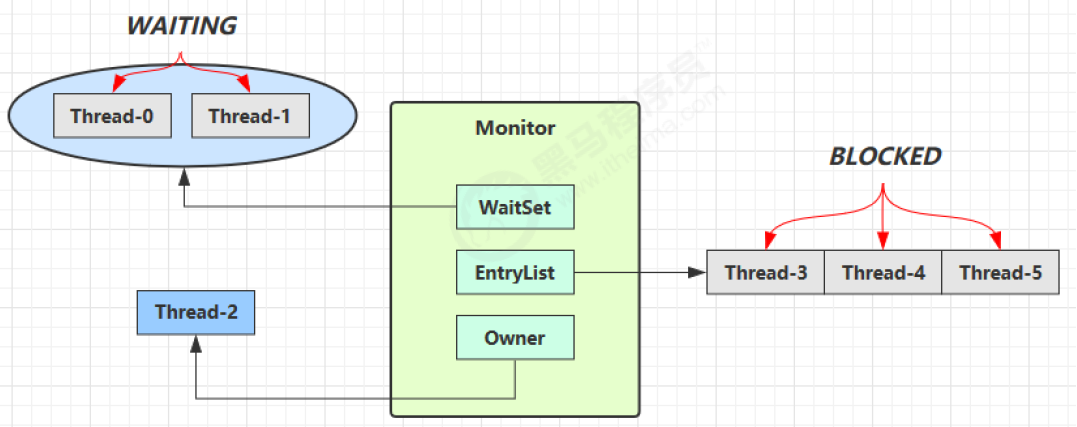 WAITING
Thread-0
Thread-1
Monitor
黑马程序员
www.itheima.com
BLOCKED
WaitSet
EntryList
Thread-3
Thread-4
Thread-5
Thread-2
Owner